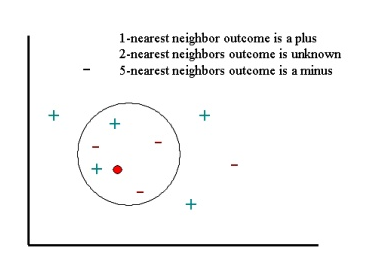 1-nearest neighbor outcome is a plus
2-nearest neighbors outcome is unknown
5-nearest neighbors outcome is a minus